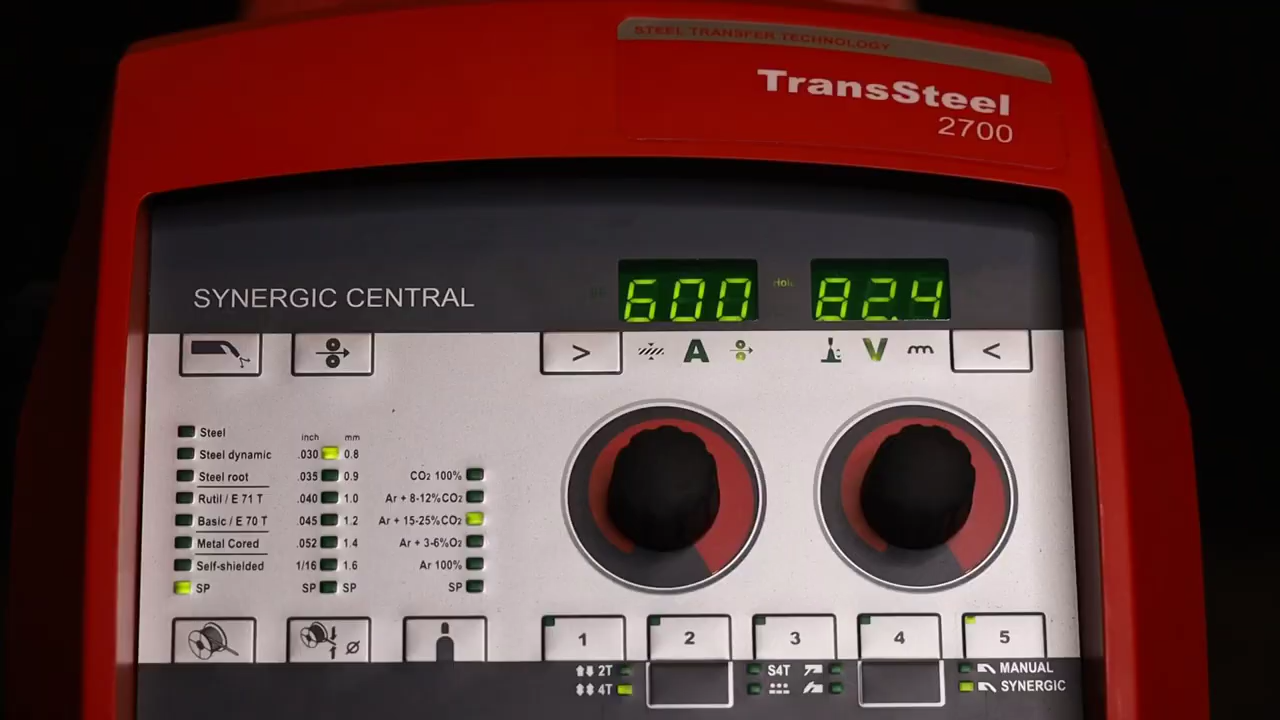 STEEL TRANSFER TECHNOLOGY
TransSteel
2700
SYNERGIC CENTRAL
600
Hold
82.4
>
A
V
<
Steel
Steel dynamic
Steel root
Rutil / E 71 T
Basic / E 70 T
Metal Cored
Self-shielded
SP
inch mm
.030 0.8
.035 0.9
.040 1.0
.045 1.2
.052 1.4
1/16 1.6
SP SP
CO2 100%
Ar + 8-12%CO2
Ar + 15-25%CO2
Ar + 3-6%O2
Ar 100%
SP
1 2 3 4 5
2T S4T MANUAL
4T SYNERGIC